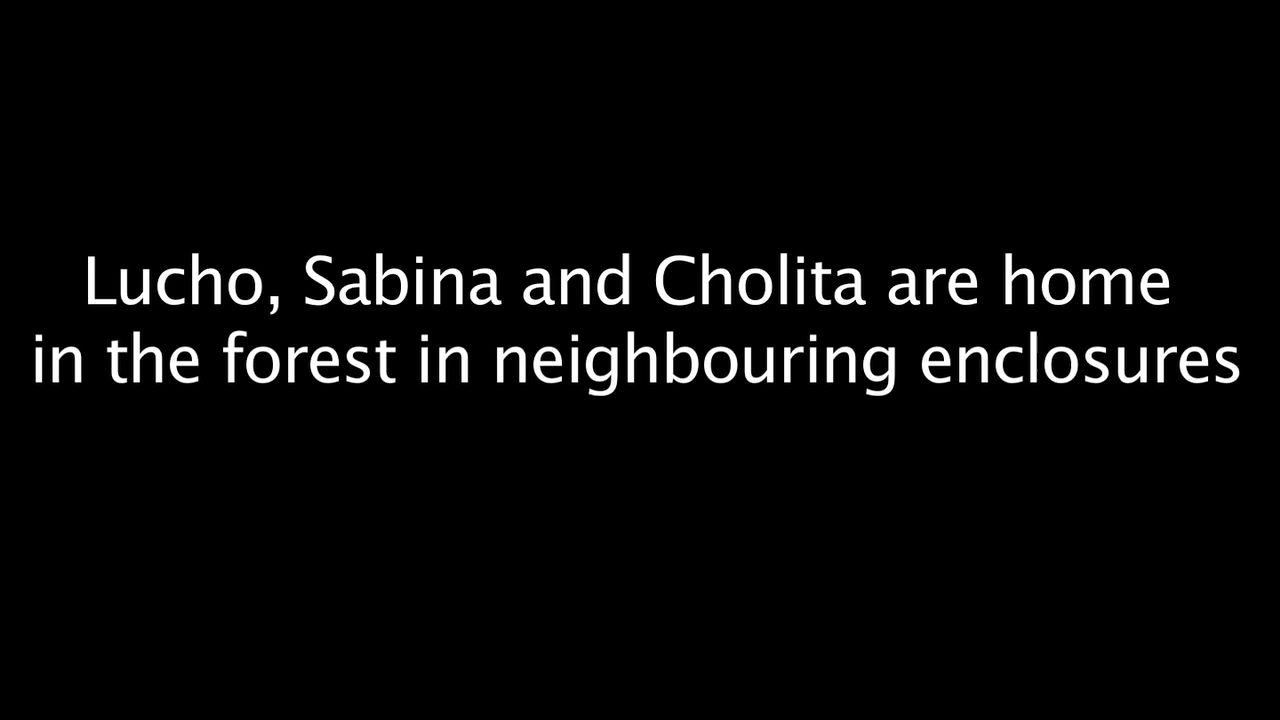 Lucho, Sabina and Cholita are home
in the forest in neighbouring enclosures